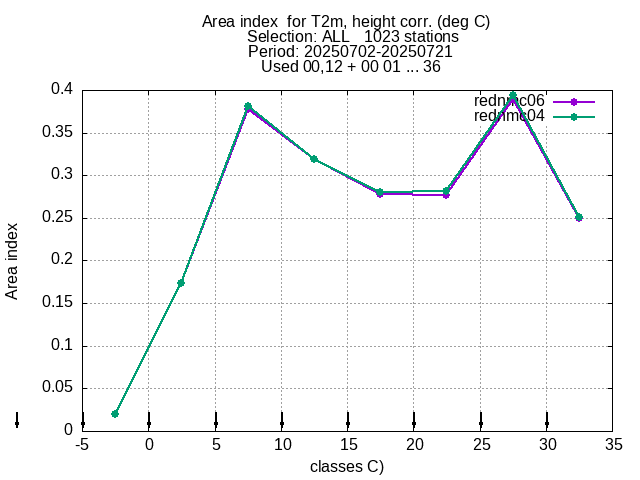 Area index  for T2m, height corr. (deg C)
Selection: ALL   1023 stations
Period: 20250702-20250721
Used 00,12 + 00 01 ... 36
rednmc06
rednmc04
0.4
0.35
0.3
0.25
0.2
0.15
0.1
0.05
0
Area index
-5 0 5 10 15 20 25 30 35
classes C)